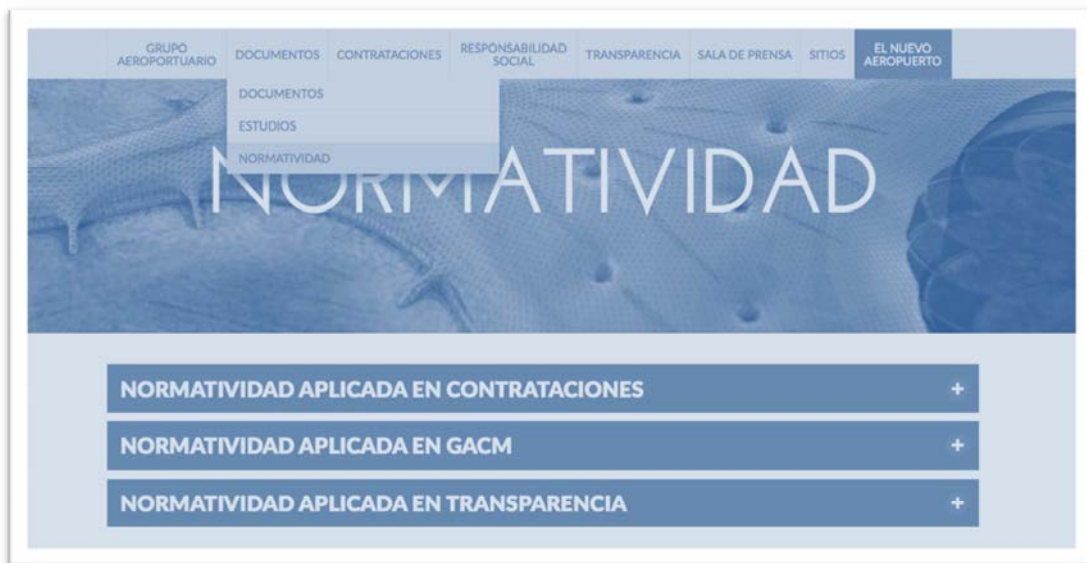 GRUPO
AEROPORTUARIO
DOCUMENTOS
CONTRATACIONES
RESPONSABILIDAD
SOCIAL
TRANSPARENCIA
SALA DE PRENSA
SITIOS
EL NUEVO
AEROPUERTO
DOCUMENTOS
ESTUDIOS
NORMATIVIDAD
NORMATIVIDAD
NORMATIVIDAD APLICADA EN CONTRATACIONES +
NORMATIVIDAD APLICADA EN GACM +
NORMATIVIDAD APLICADA EN TRANSPARENCIA +